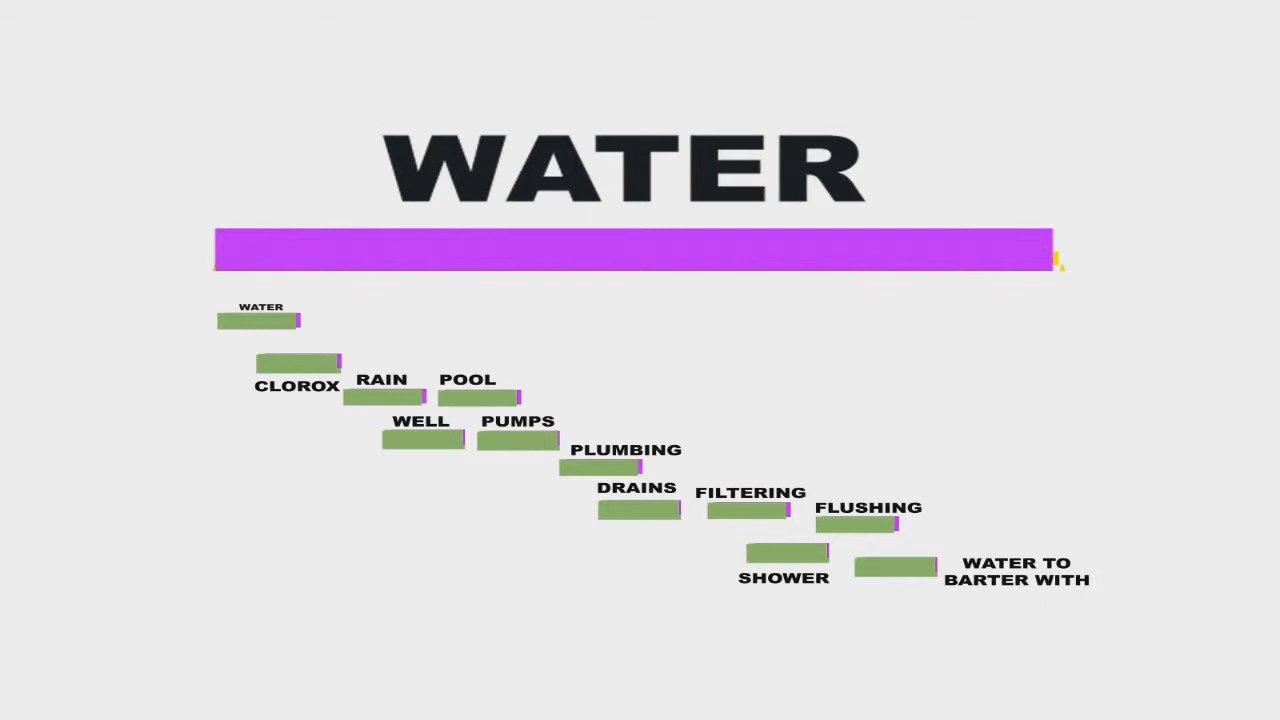 WATER
WATER
CLOROX
RAIN
POOL
WELL
PUMPS
PLUMBING
DRAINS
FILTERING
FLUSHING
SHOWER
WATER TO
BARTER WITH